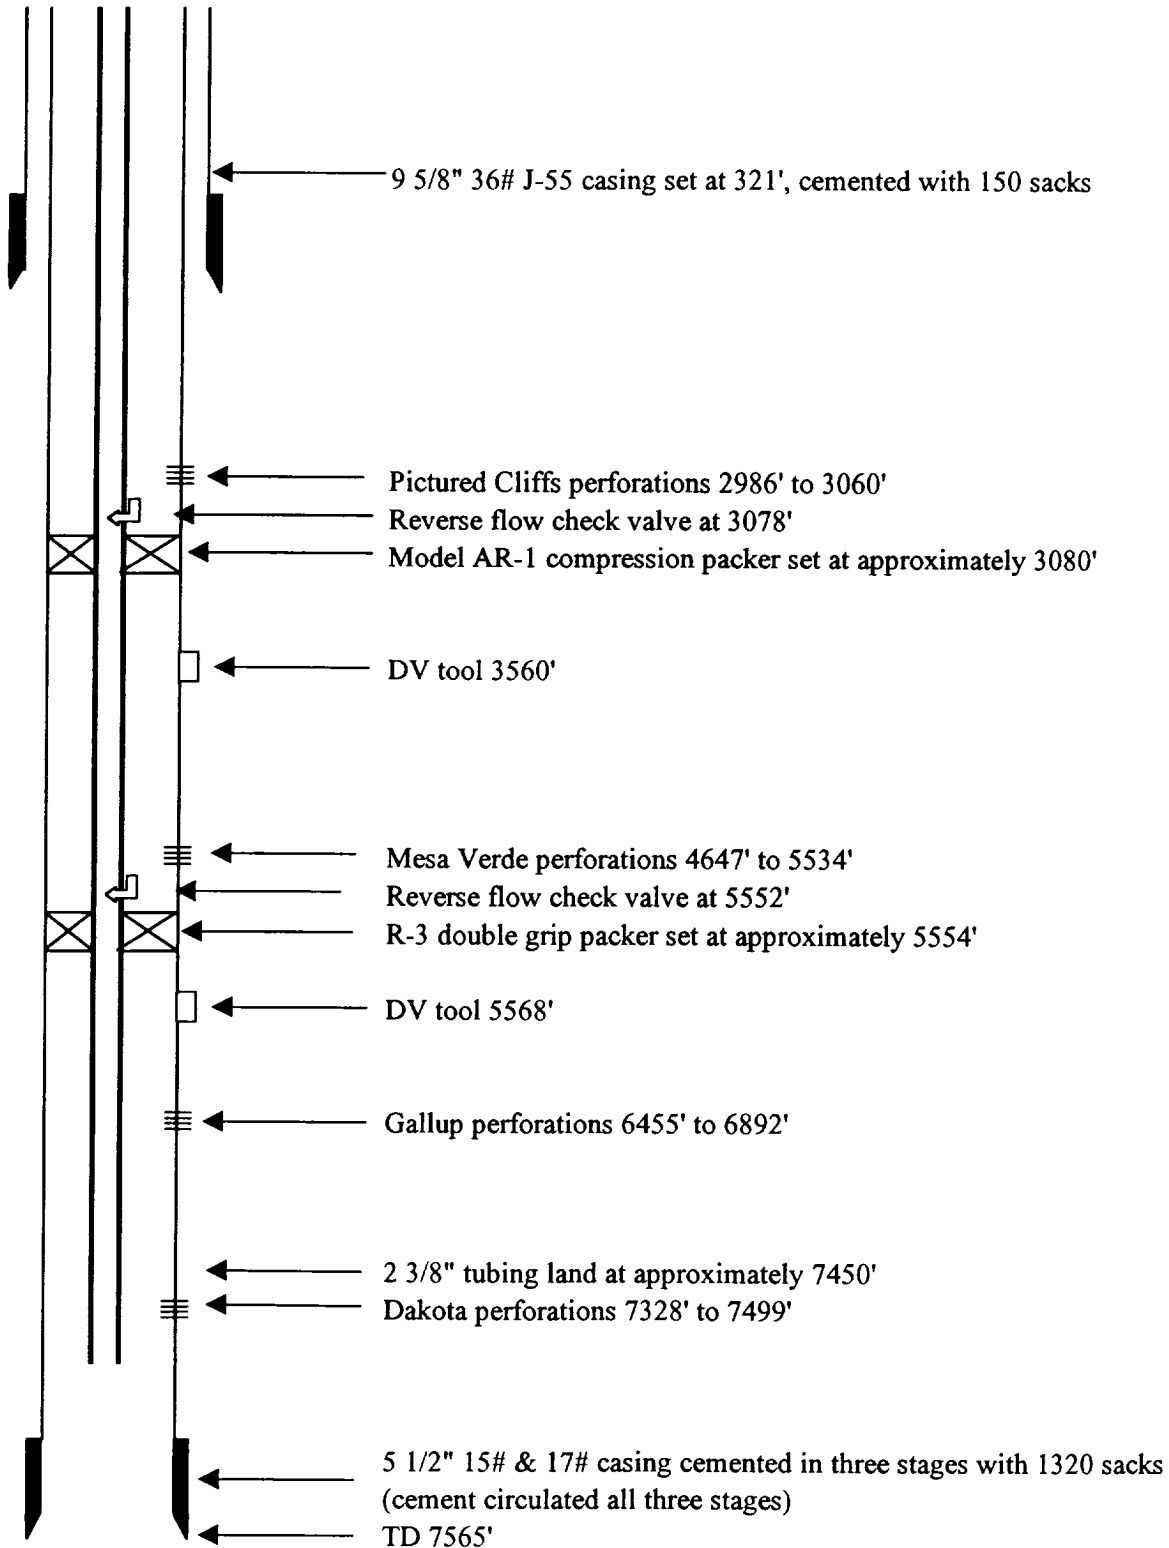 9 5/8" 36# J-55 casing set at 321', cemented with 150 sacks
Pictured Cliffs perforations 2986' to 3060'
Reverse flow check valve at 3078'
Model AR-1 compression packer set at approximately 3080'
DV tool 3560'
Mesa Verde perforations 4647' to 5534'
Reverse flow check valve at 5552'
R-3 double grip packer set at approximately 5554'
DV tool 5568'
Gallup perforations 6455' to 6892'
2 3/8" tubing land at approximately 7450'
Dakota perforations 7328' to 7499'
5 1/2" 15# & 17# casing cemented in three stages with 1320 sacks
(cement circulated all three stages)
TD 7565'